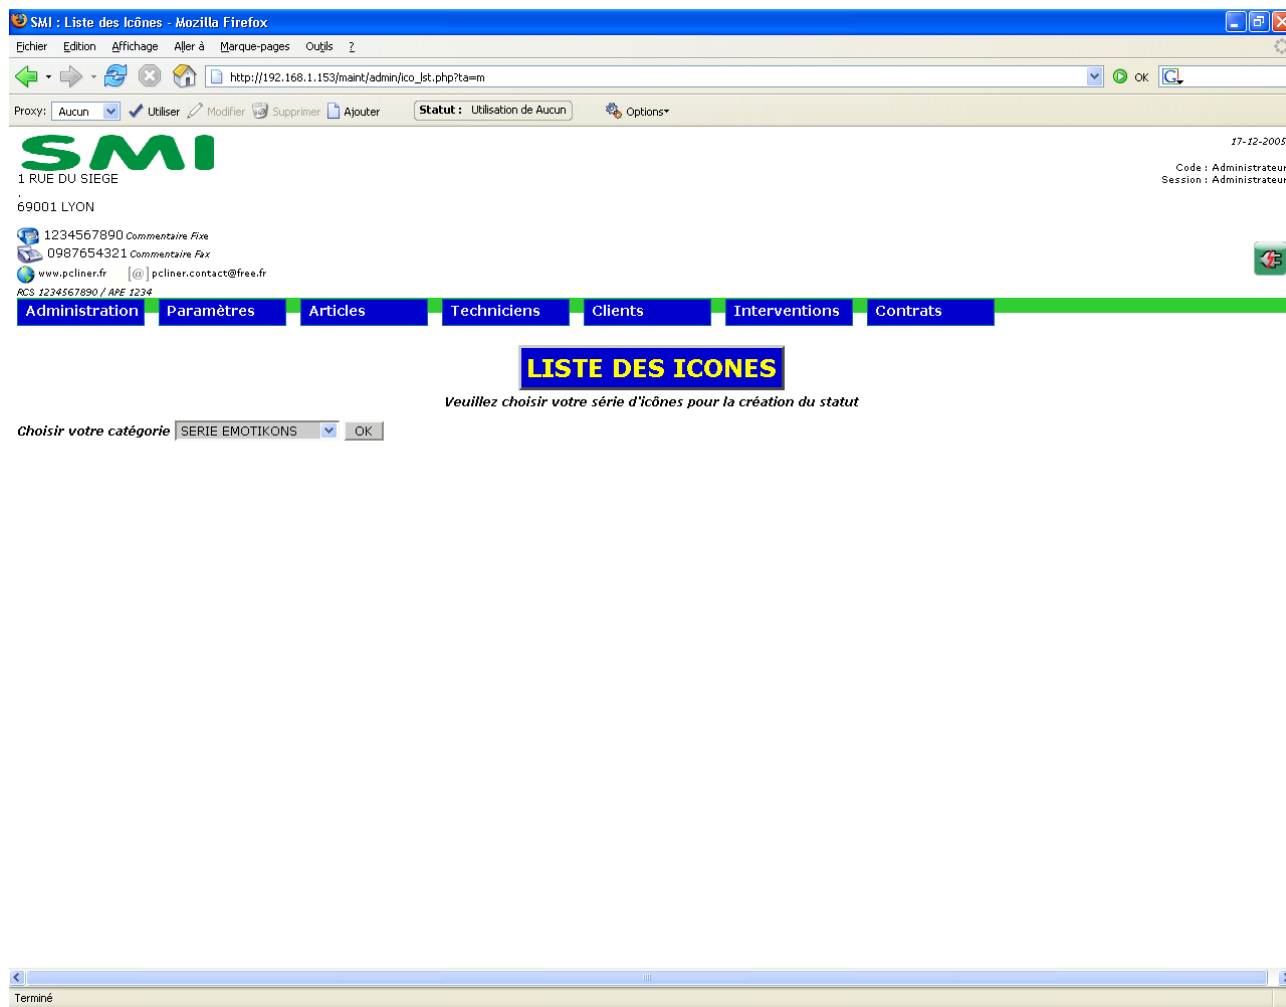 SMI : Liste des Icônes - Mozilla Firefox
Fichier Edition Affichage Aller à Marque-pages Outils ?
http://192.168.1.153/maint/admin/ico_lst.php?ta=m OK G
Proxy: Aucun Utiliser Modifier Supprimer Ajouter Statut : Utilisation de Aucun Options
17-12-2005
SMI
Code : Administrateur
1 RUE DU SIEGE
Session : Administrateur
.
69001 LYON
1234567890 Commentaire Fixe
0987654321 Commentaire Fax
www.pcliner.fr [@] pcliner.contact@free.fr
RCS 1234567890 / APE 1234
Administration Paramètres Articles Techniciens Clients Interventions Contrats
LISTE DES ICONES
Veuillez choisir votre série d'icônes pour la création du statut
Choisir votre catégorie SERIE EMOTIKONS OK
Terminé